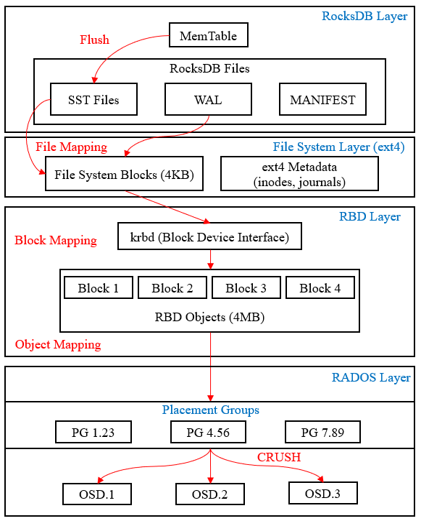 RocksDB Layer
Flush
MemTable
RocksDB Files
SST Files
WAL
MANIFEST
File Mapping
File System Layer (ext4)
File System Blocks (4KB)
ext4 Metadata
(inodes, journals)
RBD Layer
Block Mapping
krbd (Block Device Interface)
Block 1
Block 2
Block 3
Block 4
RBD Objects (4MB)
Object Mapping
RADOS Layer
Placement Groups
PG 1.23
PG 4.56
PG 7.89
CRUSH
OSD.1
OSD.2
OSD.3